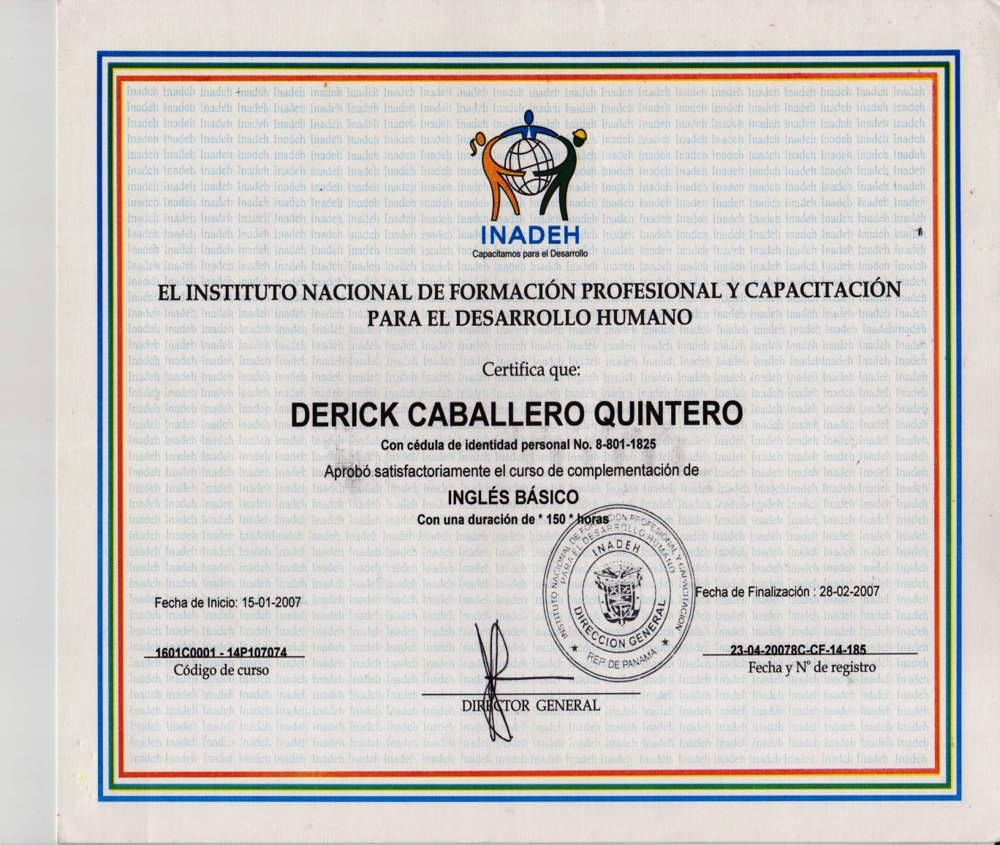 INADEH
Capacitamos para el Desarrollo
EL INSTITUTO NACIONAL DE FORMACIÓN PROFESIONAL Y CAPACITACIÓN
PARA EL DESARROLLO HUMANO
Certifica que:
DERICK CABALLERO QUINTERO
Con cédula de identidad personal No. 8-801-1825
Aprobó satisfactoriamente el curso de complementación de
INGLÉS BÁSICO
Con una duración de * 150 * horas
INSTITUTO NACIONAL DE FORMACION PROFESIONAL Y CAPACITACION
PARA EL DESARROLLO HUMANO
INADEH
DIRECCION GENERAL
REP. DE PANAMA
Fecha de Inicio: 15-01-2007
Fecha de Finalización : 28-02-2007
1601C0001 - 14P107074
Código de curso
23-04-20078C-CF-14-185
Fecha y N° de registro
DIRECTOR GENERAL